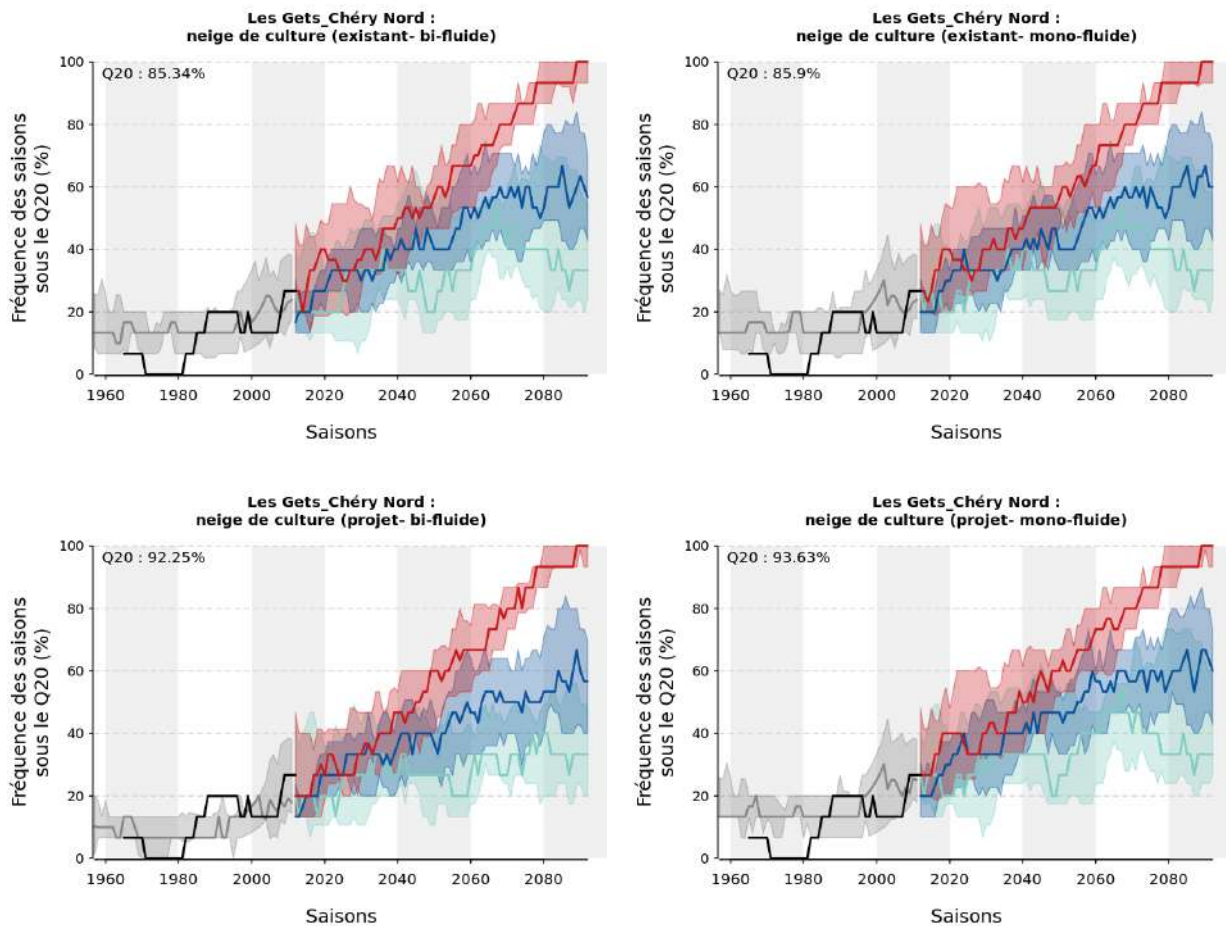 Les Gets_Chéry Nord :
neige de culture (existant- bi-fluide)
Q20 : 85.34%
Fréquence des saisons
sous le Q20 (%)
100
80
60
40
20
0
1960 1980 2000 2020 2040 2060 2080
Saisons
Les Gets_Chéry Nord :
neige de culture (existant- mono-fluide)
Q20 : 85.9%
Fréquence des saisons
sous le Q20 (%)
100
80
60
40
20
0
1960 1980 2000 2020 2040 2060 2080
Saisons
Les Gets_Chéry Nord :
neige de culture (projet- bi-fluide)
Q20 : 92.25%
Fréquence des saisons
sous le Q20 (%)
100
80
60
40
20
0
1960 1980 2000 2020 2040 2060 2080
Saisons
Les Gets_Chéry Nord :
neige de culture (projet- mono-fluide)
Q20 : 93.63%
Fréquence des saisons
sous le Q20 (%)
100
80
60
40
20
0
1960 1980 2000 2020 2040 2060 2080
Saisons